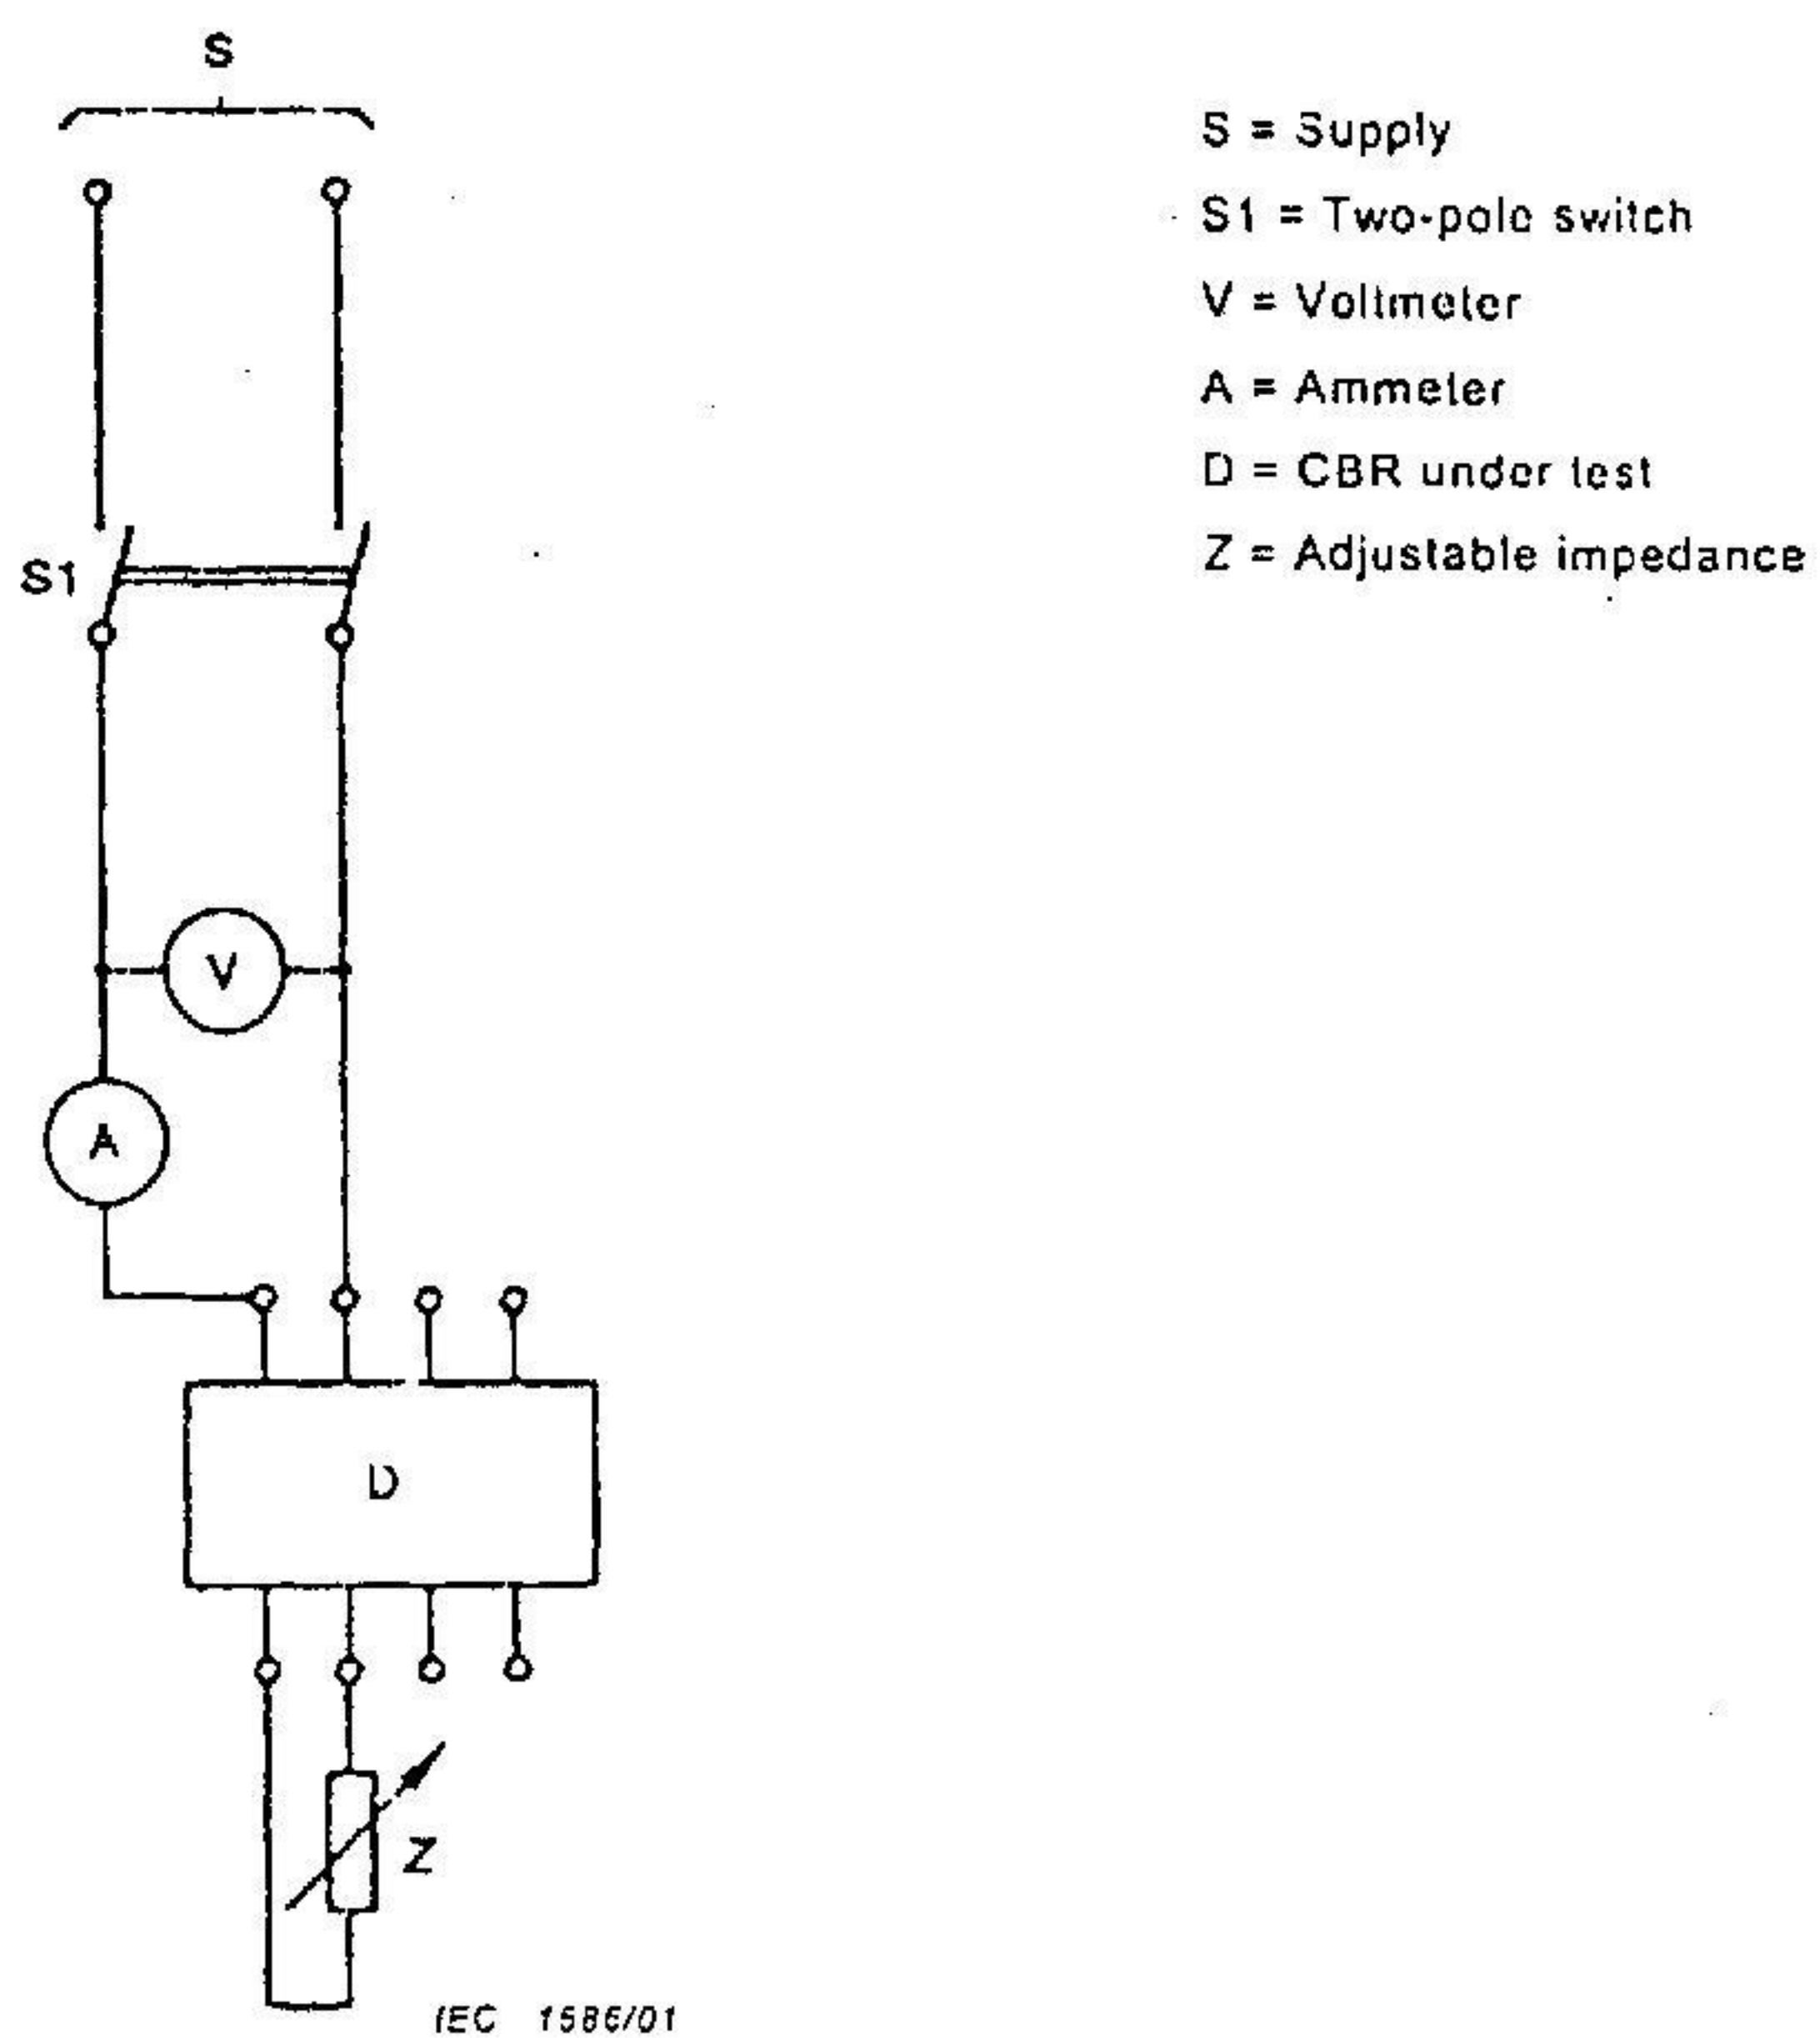 S
S = Supply
S1 = Two-pole switch
V = Voltmeter
A = Ammeter
D = CBR under test
Z = Adjustable impedance
S1
V
A
D
Z
IEC 1586/01